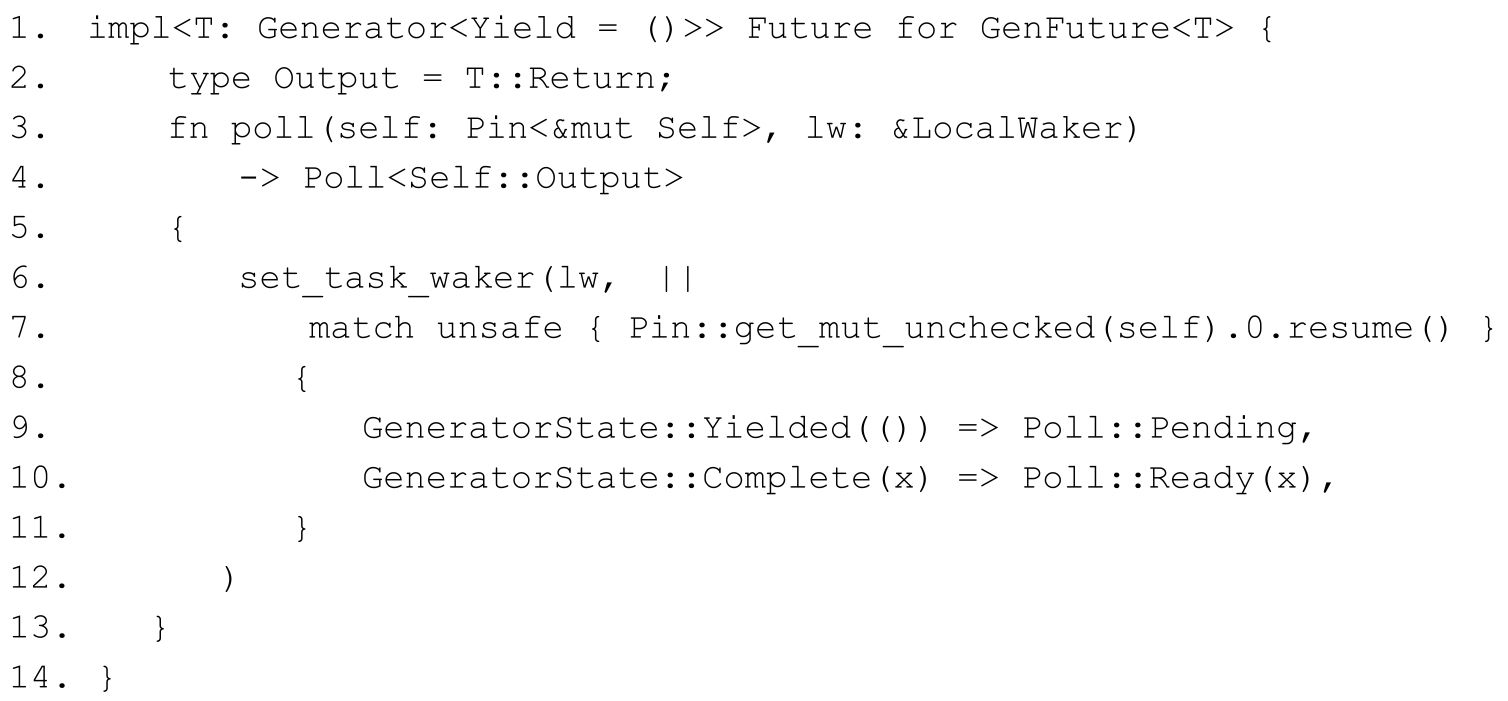 1. impl<T: Generator<Yield = ()>> Future for GenFuture<T> {
2. type Output = T::Return;
3. fn poll(self: Pin<&mut Self>, lw: &LocalWaker)
4. -> Poll<Self::Output>
5. {
6. set_task_waker(lw, ||
7. match unsafe { Pin::get_mut_unchecked(self).0.resume() }
8. {
9. GeneratorState::Yielded(()) => Poll::Pending,
10. GeneratorState::Complete(x) => Poll::Ready(x),
11. }
12. )
13. }
14. }